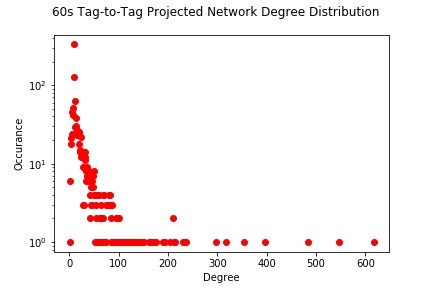 60s Tag-to-Tag Projected Network Degree Distribution
Occurance
10²
10¹
10⁰
0 100 200 300 400 500 600
Degree